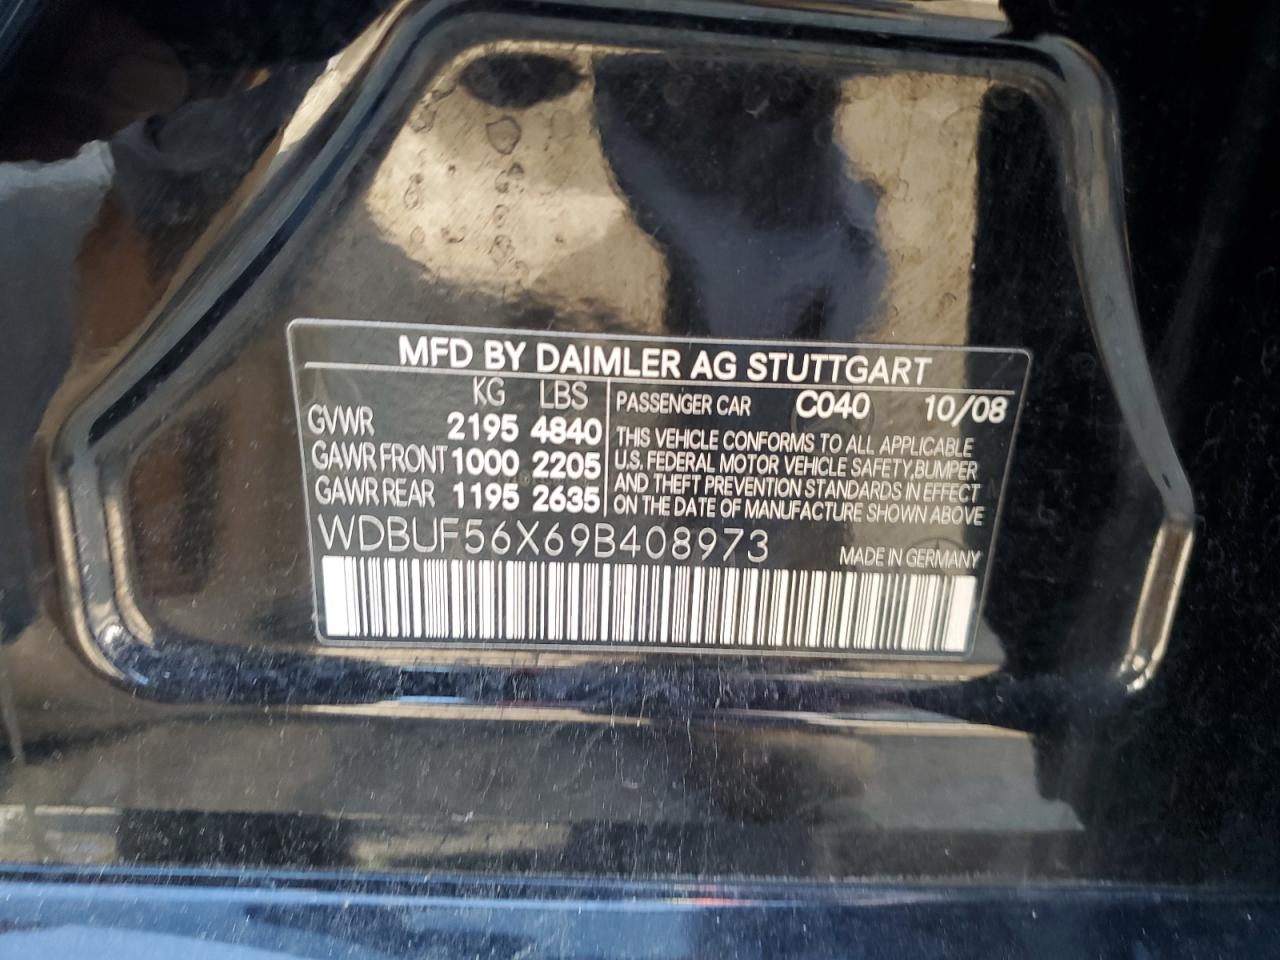 MFD BY DAIMLER AG STUTTGART
KG LBS
GVWR 2195 4840
GAWR FRONT 1000 2205
GAWR REAR 1195 2635
PASSENGER CAR C040 10/08
THIS VEHICLE CONFORMS TO ALL APPLICABLE
U.S. FEDERAL MOTOR VEHICLE SAFETY,BUMPER
AND THEFT PREVENTION STANDARDS IN EFFECT
ON THE DATE OF MANUFACTURE SHOWN ABOVE
WDBUF56X69B408973
MADE IN GERMANY